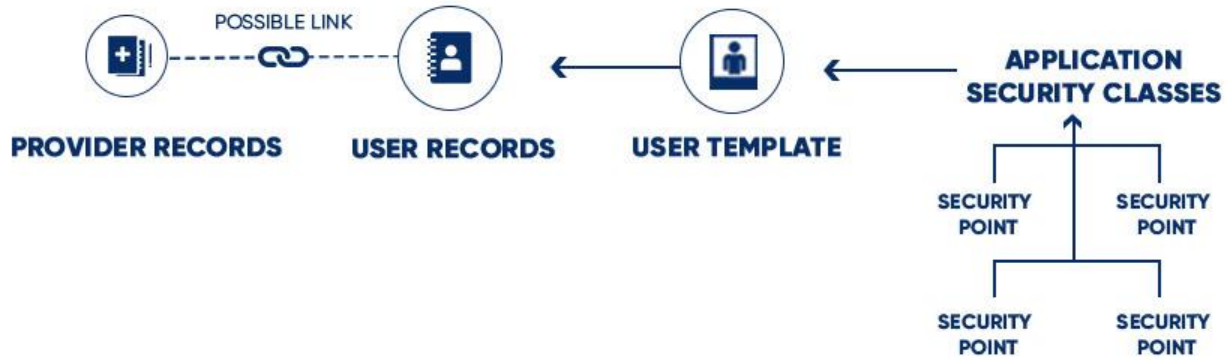 POSSIBLE LINK
PROVIDER RECORDS
USER RECORDS
USER TEMPLATE
APPLICATION
SECURITY CLASSES
SECURITY
POINT
SECURITY
POINT
SECURITY
POINT
SECURITY
POINT